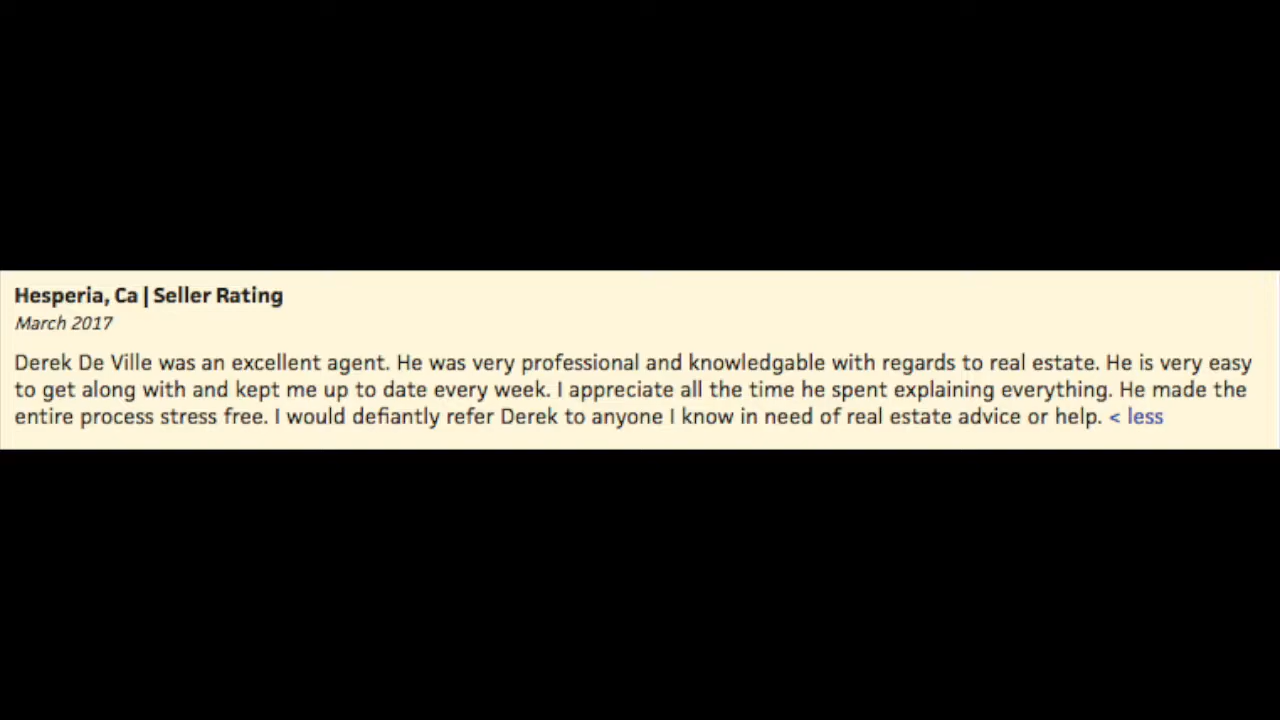 Hesperia, Ca | Seller Rating
March 2017
Derek De Ville was an excellent agent. He was very professional and knowledgable with regards to real estate. He is very easy
to get along with and kept me up to date every week. I appreciate all the time he spent explaining everything. He made the
entire process stress free. I would defiantly refer Derek to anyone I know in need of real estate advice or help. < less